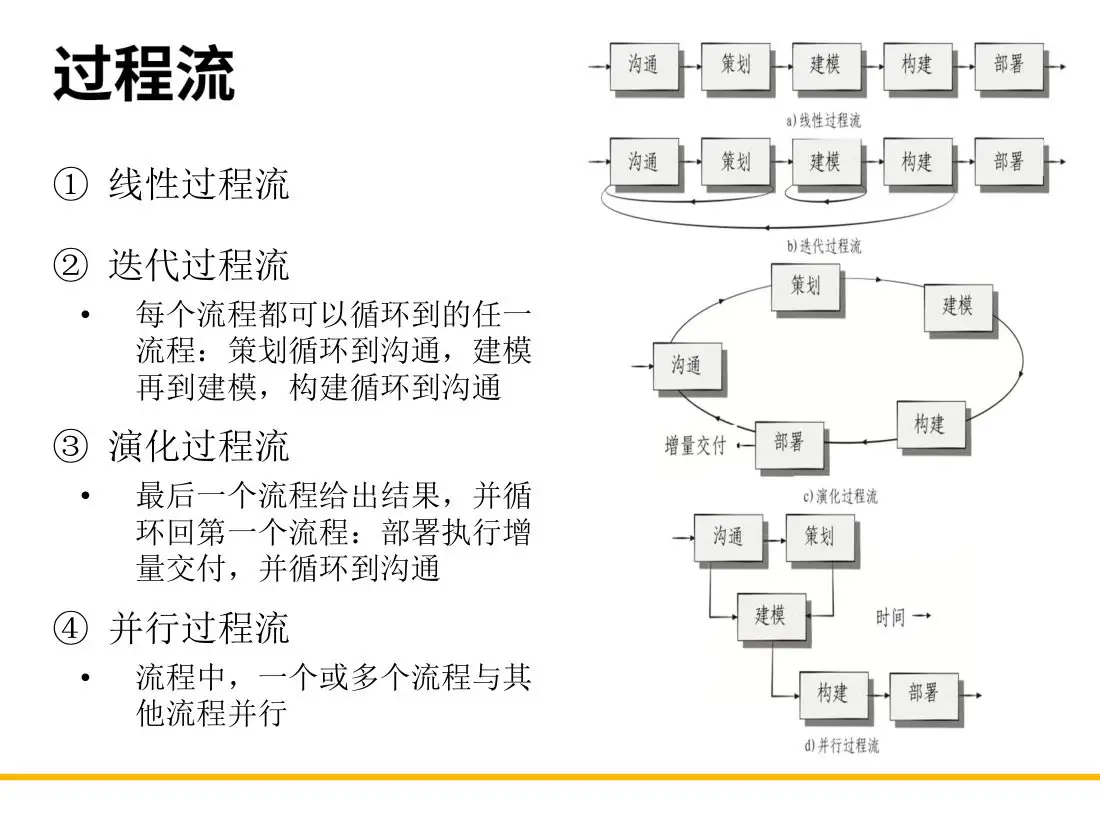 过程流
① 线性过程流
② 迭代过程流
• 每个流程都可以循环到的任一
流程：策划循环到沟通，建模
再到建模，构建循环到沟通
③ 演化过程流
• 最后一个流程给出结果，并循
环回第一个流程：部署执行增
量交付，并循环到沟通
④ 并行过程流
• 流程中，一个或多个流程与其
他流程并行
沟通 策划 建模 构建 部署
a) 线性过程流
沟通 策划 建模 构建 部署
b) 迭代过程流
策划
建模
沟通
构建
增量交付 部署
c) 演化过程流
沟通 策划
建模 时间
构建 部署
d) 并行过程流